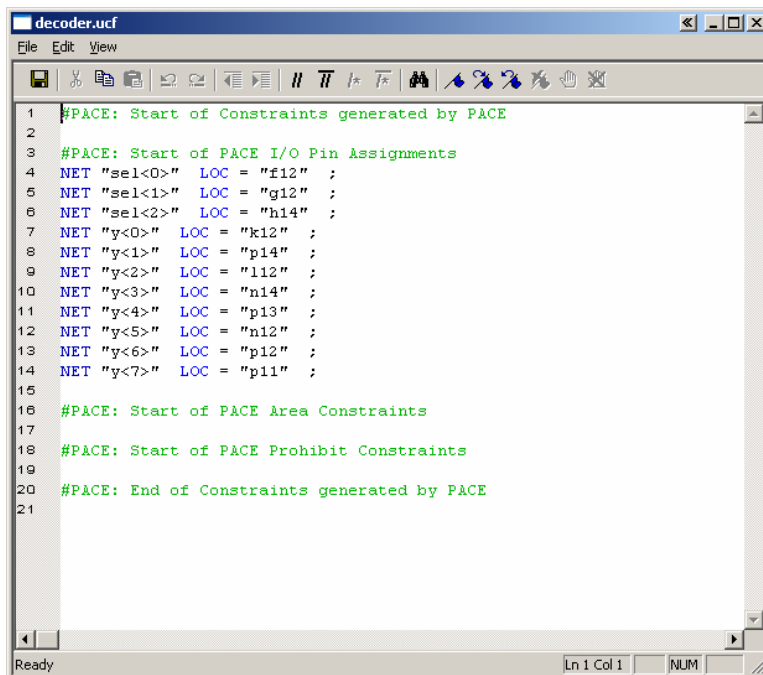 decoder.ucf
File Edit View
1 #PACE: Start of Constraints generated by PACE
2
3 #PACE: Start of PACE I/O Pin Assignments
4 NET "sel<0>" LOC = "f12" ;
5 NET "sel<1>" LOC = "g12" ;
6 NET "sel<2>" LOC = "h14" ;
7 NET "y<0>" LOC = "k12" ;
8 NET "y<1>" LOC = "p14" ;
9 NET "y<2>" LOC = "l12" ;
10 NET "y<3>" LOC = "n14" ;
11 NET "y<4>" LOC = "p13" ;
12 NET "y<5>" LOC = "n12" ;
13 NET "y<6>" LOC = "p12" ;
14 NET "y<7>" LOC = "p11" ;
15
16 #PACE: Start of PACE Area Constraints
17
18 #PACE: Start of PACE Prohibit Constraints
19
20 #PACE: End of Constraints generated by PACE
21
Ready Ln 1 Col 1 NUM